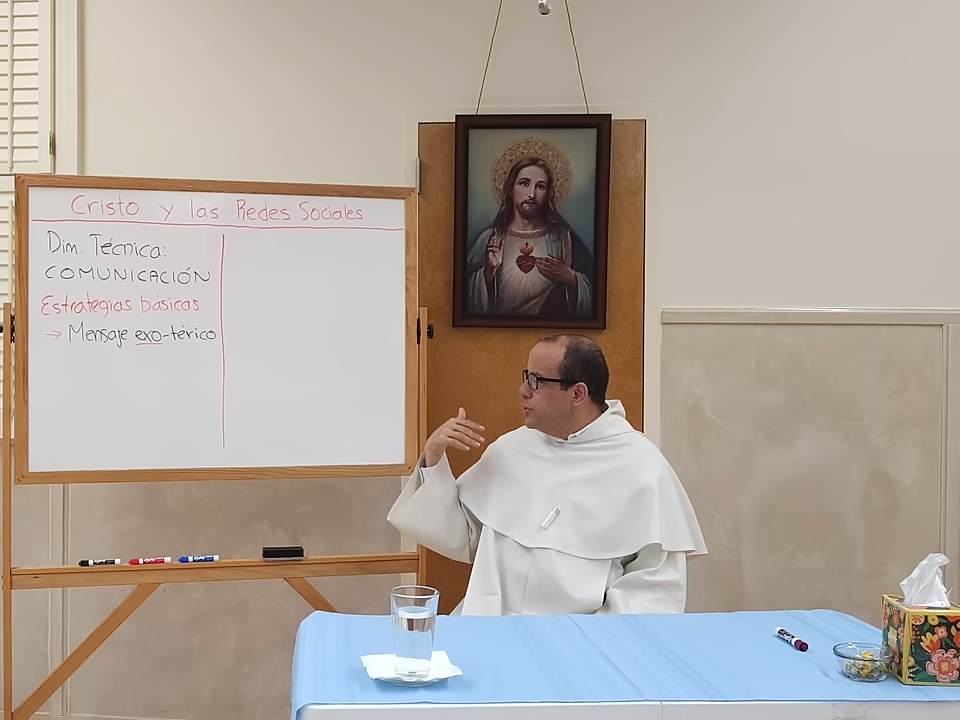 Cristo y las Redes Sociales
Dim. Técnica:
COMUNICACIÓN
Estrategias básicas
→ Mensaje exo-térico